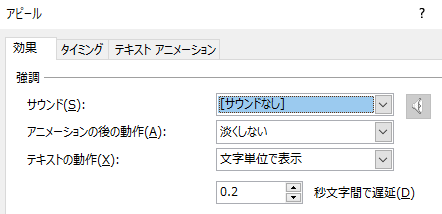 アピール ?
効果 タイミング テキスト アニメーション
強調
サウンド(S): [サウンドなし]
アニメーションの後の動作(A): 淡くしない
テキストの動作(X): 文字単位で表示
0.2 秒文字間で遅延(D)